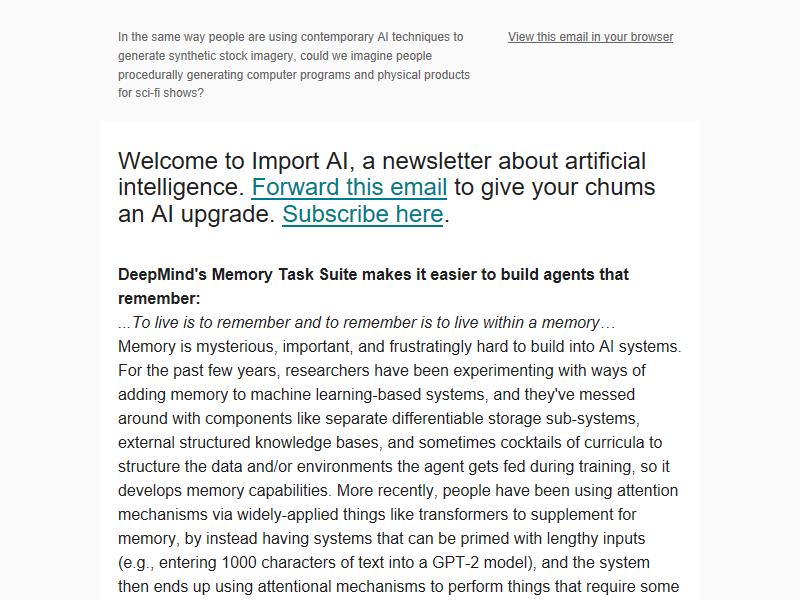 In the same way people are using contemporary AI techniques to
generate synthetic stock imagery, could we imagine people
procedurally generating computer programs and physical products
for sci-fi shows?
View this email in your browser
Welcome to Import AI, a newsletter about artificial
intelligence. Forward this email to give your chums
an AI upgrade. Subscribe here.
DeepMind's Memory Task Suite makes it easier to build agents that
remember:
...To live is to remember and to remember is to live within a memory…
Memory is mysterious, important, and frustratingly hard to build into AI systems.
For the past few years, researchers have been experimenting with ways of
adding memory to machine learning-based systems, and they've messed
around with components like separate differentiable storage sub-systems,
external structured knowledge bases, and sometimes cocktails of curricula to
structure the data and/or environments the agent gets fed during training, so it
develops memory capabilities. More recently, people have been using attention
mechanisms via widely-applied things like transformers to supplement for
memory, by instead having systems that can be primed with lengthy inputs
(e.g., entering 1000 characters of text into a GPT-2 model), and the system
then ends up using attentional mechanisms to perform things that require some